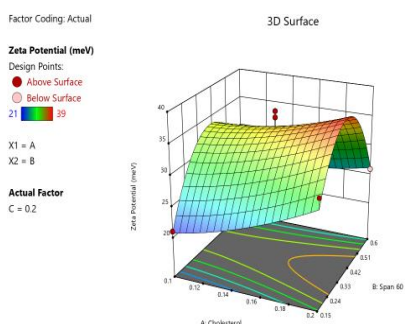 Factor Coding: Actual
3D Surface
Zeta Potential (meV)
Design Points:
Above Surface
Below Surface
21 39
X1 = A
X2 = B
Actual Factor
C = 0.2
Zeta Potential (meV)
40
35
30
25
20
0.1
0.12
0.14
0.16
0.18
0.2
0.15
0.24
0.33
0.42
0.51
0.6
A: Cholesterol
B: Span 60